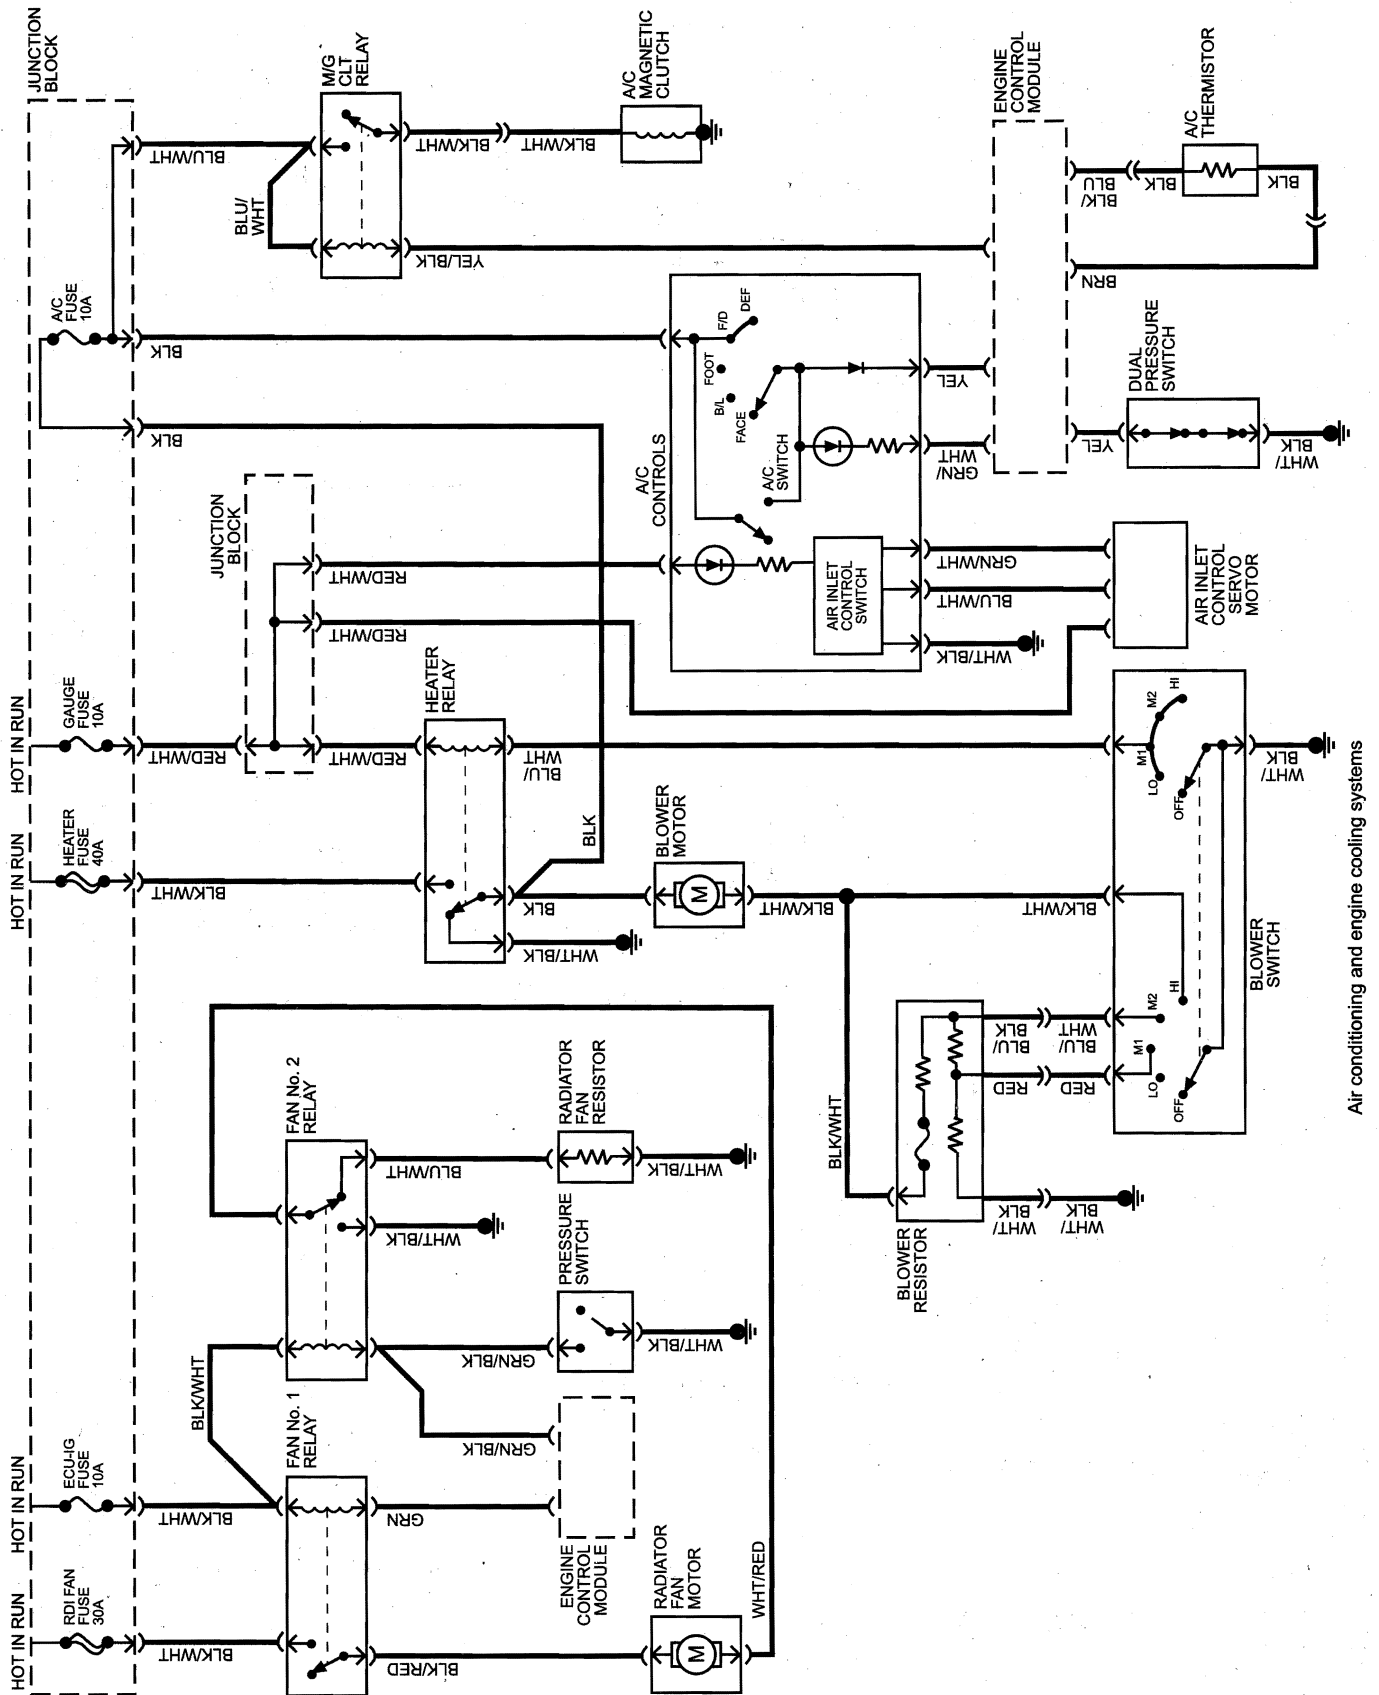 HOT IN RUN
HOT IN RUN
HOT IN RUN
HOT IN RUN
RDI FAN
FUSE
30A
ECU-IG
FUSE
10A
HEATER
FUSE
40A
GAUGE
FUSE
10A
A/C
FUSE
10A
JUNCTION
BLOCK
BLK/WHT
BLK/WHT
BLK/WHT
RED/WHT
BLK
BLK
BLU/WHT
BLK/WHT
JUNCTION
BLOCK
BLU/
WHT
FAN No. 1
RELAY
FAN No. 2
RELAY
RED/WHT
RED/WHT
RED/WHT
M/G
CLT
RELAY
BLK/RED
GRN
BLU/WHT
WHT/BLK
HEATER
RELAY
BLK/WHT
YEL/BLK
GRN/BLK
GRN/BLK
WHT/BLK
BLK
BLU/
WHT
BLK/WHT
ENGINE
CONTROL
MODULE
PRESSURE
SWITCH
RADIATOR
FAN
RESISTOR
BLK
A/C
MAGNETIC
CLUTCH
RADIATOR
FAN
MOTOR
M
WHT/BLK
WHT/BLK
BLOWER
MOTOR
M
A/C
CONTROLS
WHT/RED
BLK/WHT
B/L
FOOT
F/D
DEF
FACE
A/C
SWITCH
AIR INLET
CONTROL
SWITCH
BLK/WHT
WHT/BLK
BLU/WHT
GRN/WHT
GRN/
WHT
YEL
BLOWER
RESISTOR
ENGINE
CONTROL
MODULE
WHT/
BLK
RED
BLU/
BLK
BLK/WHT
WHT/
BLK
RED
BLU/
WHT
YEL
BRN
BLK/
BLU
BLK
DUAL
PRESSURE
SWITCH
A/C
THERMISTOR
BLK
OFF
LO
M1
M2
HI
OFF
LO
M1
M2
HI
AIR INLET
CONTROL
SERVO
MOTOR
BLOWER
SWITCH
WHT/
BLK
WHT/
BLK
Air conditioning and engine cooling systems